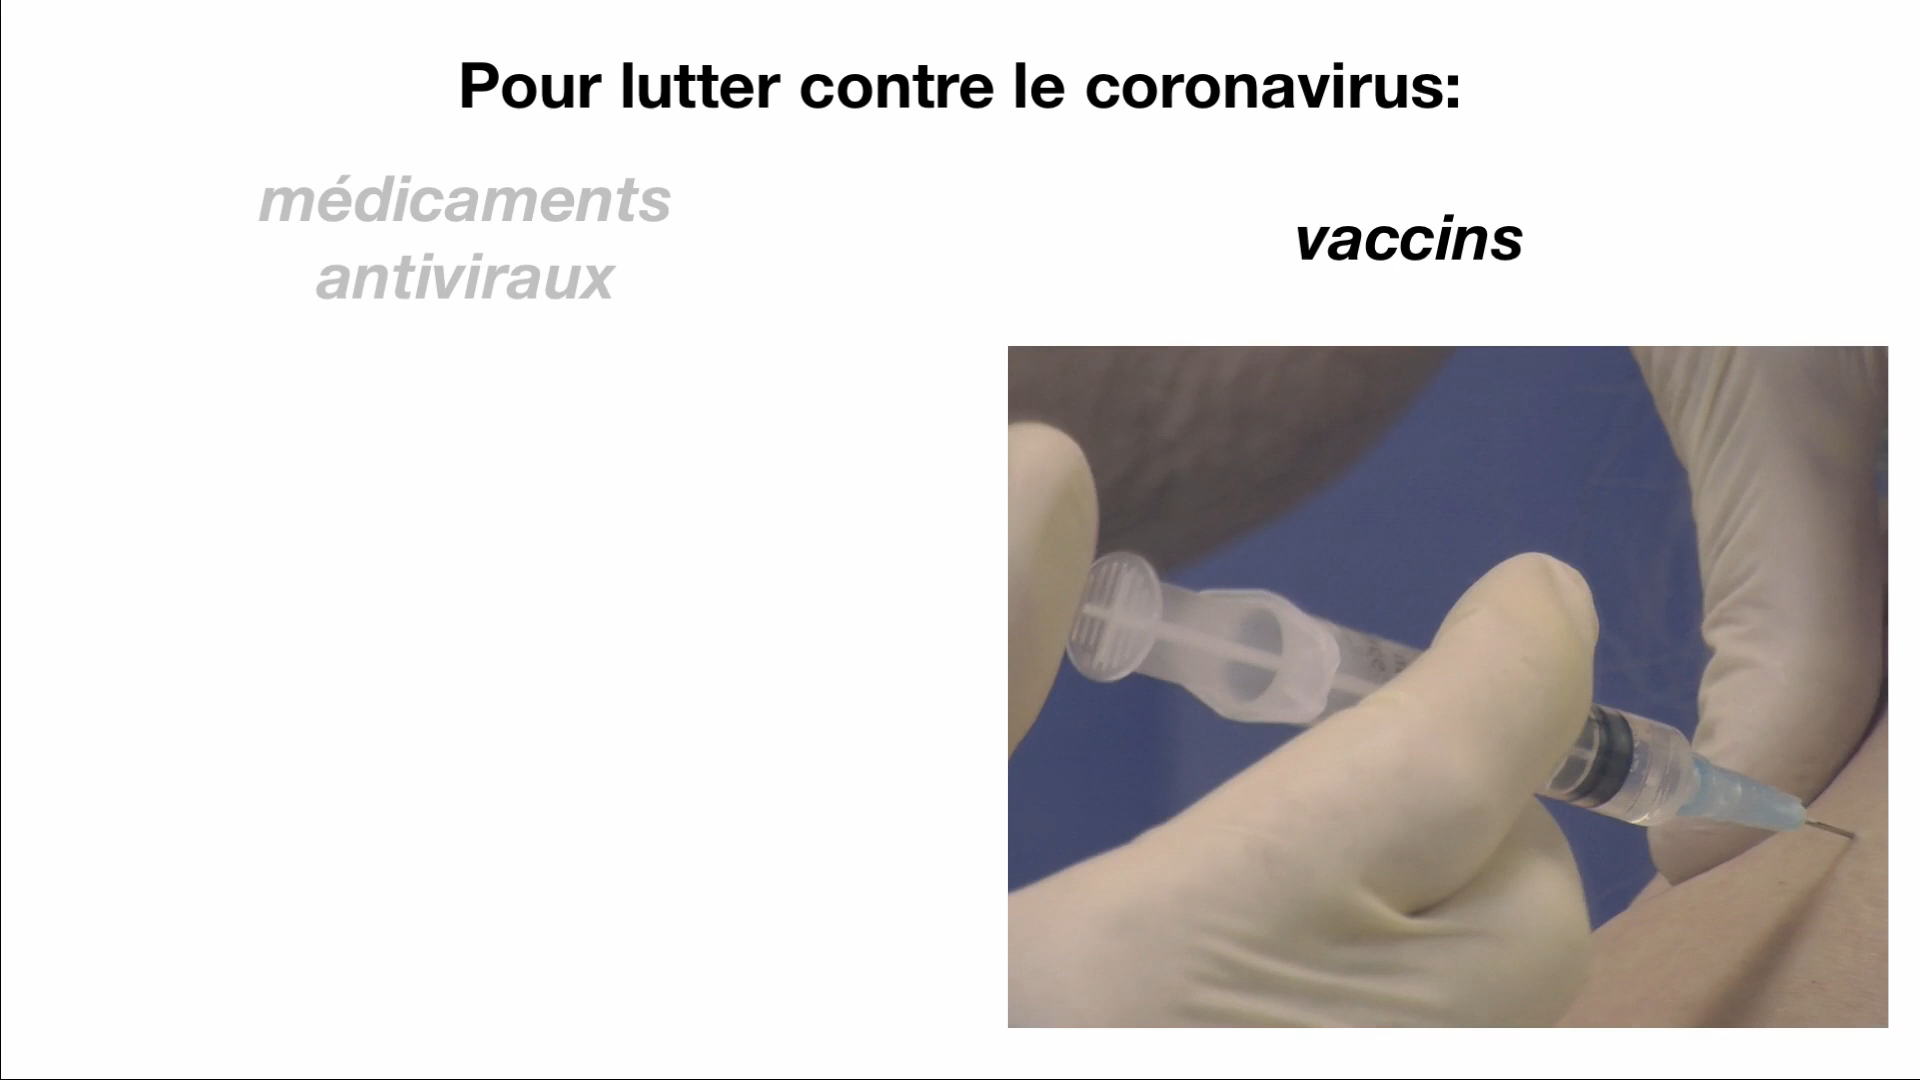 Pour lutter contre le coronavirus:
médicaments
antiviraux
vaccins